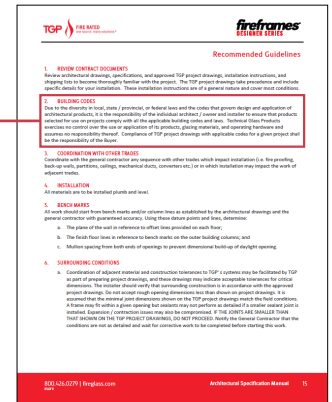 TGP FIRE RATED
fireframes®
DESIGNER SERIES
Recommended Guidelines
1. REVIEW CONTRACT DOCUMENTS
Review architectural drawings, specifications, and approved TGP project drawings, installation instructions, and
shipping lists to become thoroughly familiar with the project. The TGP project drawings take precedence and include
specific details for your installation. These installation instructions are of a general nature and cover most conditions.
2. BUILDING CODES
Due to the diversity in local, state / provincial, or federal laws and the codes that govern design and application of
architectural products, it is the responsibility of the individual architect / owner and installer to ensure that products
selected for use on projects comply with all the applicable building codes and laws. Technical Glass Products
exercises no control over the use or application of its products, glazing materials, and operating hardware and
assumes no responsibility thereof. Compliance of TGP project drawings with applicable codes for a given project shall
be the responsibility of the Buyer.
3. COORDINATION WITH OTHER TRADES
Coordinate with the general contractor any sequence with other trades which impact installation (i.e. fire proofing,
back-up walls, partitions, ceilings, mechanical ducts, converters etc.) or in which installation may impact the work of
adjacent trades.
4. INSTALLATION
All materials are to be installed plumb and level.
5. BENCH MARKS
All work should start from bench marks and/or column lines as established by the architectural drawings and the
general contractor with guaranteed accuracy. Using these datum points and lines, determine:
a. The plane of the wall in reference to offset lines provided on each floor;
b. The finish floor lines in reference to bench marks on the outer building columns; and
c. Mullion spacing from both ends of openings to prevent dimensional build-up of daylight opening.
6. SURROUNDING CONDITIONS
a. Coordination of adjacent material and construction tolerances to TGP's systems may be facilitated by TGP
as part of preparing project drawings, and these drawings may indicate acceptable tolerances for critical
dimensions. The installer should verify that surrounding construction is in accordance with the approved
project drawings. Do not accept rough opening dimensions less than shown on project drawings. It is
assumed that the minimal joint dimensions shown on the TGP project drawings match the field conditions.
A frame may fit within a given opening but sealants may not perform as detailed if a smaller sealant joint is
installed. Expansion / contraction issues may also be compromised. IF THE JOINTS ARE SMALLER THAN
THAT SHOWN ON THE TGP PROJECT DRAWINGS, DO NOT PROCEED. Notify the General Contractor that the
conditions are not as detailed and wait for corrective work to be completed before starting this work.
800.426.0279 | fireglass.com
Architectural Specification Manual 15